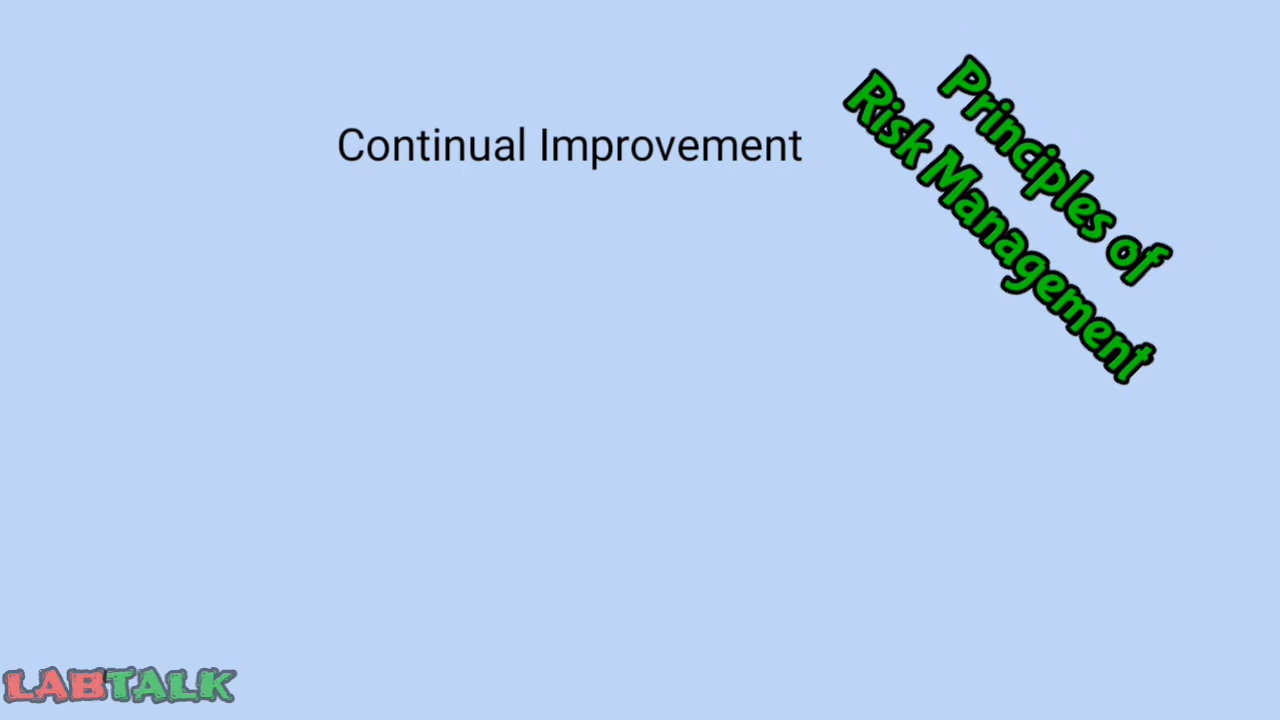 Continual Improvement
Principles of
Risk Management
LABTALK